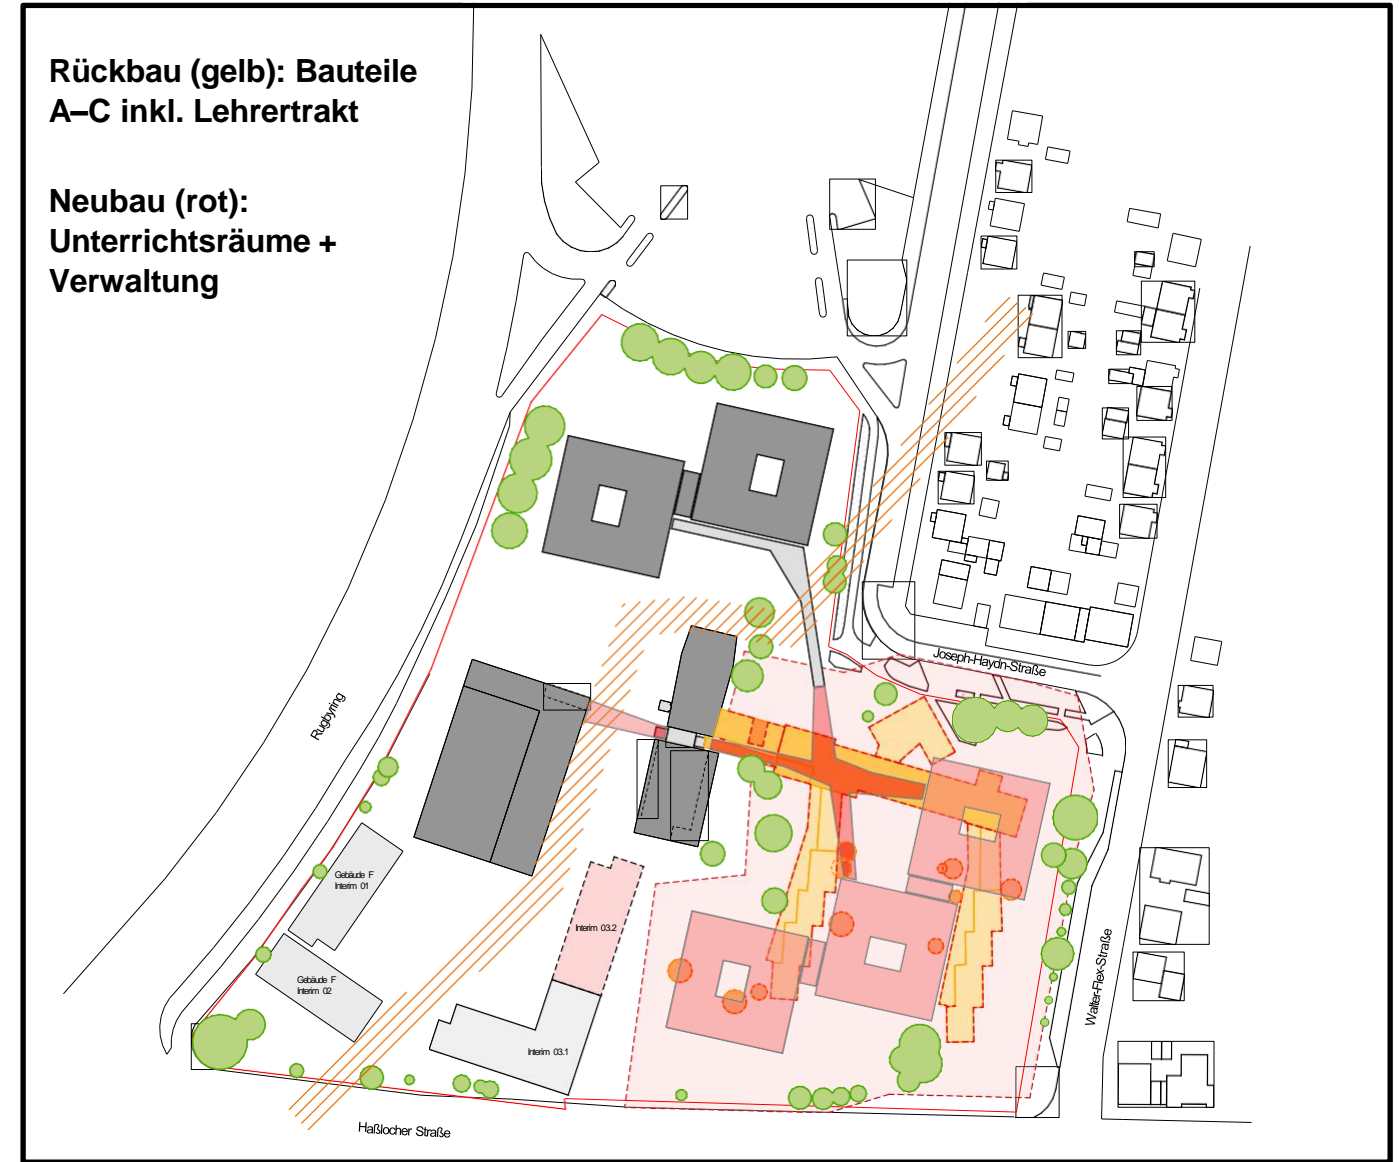 Rückbau (gelb): Bauteile
A–C inkl. Lehrertrakt
Neubau (rot):
Unterrichtsräume +
Verwaltung
Joseph-Haydn-Straße
Rugbyring
Gebäude F
Interim 01
Interim 03.2
Gebäude F
Interim 02
Walter-Flex-Straße
Interim 03.1
Haßlocher Straße